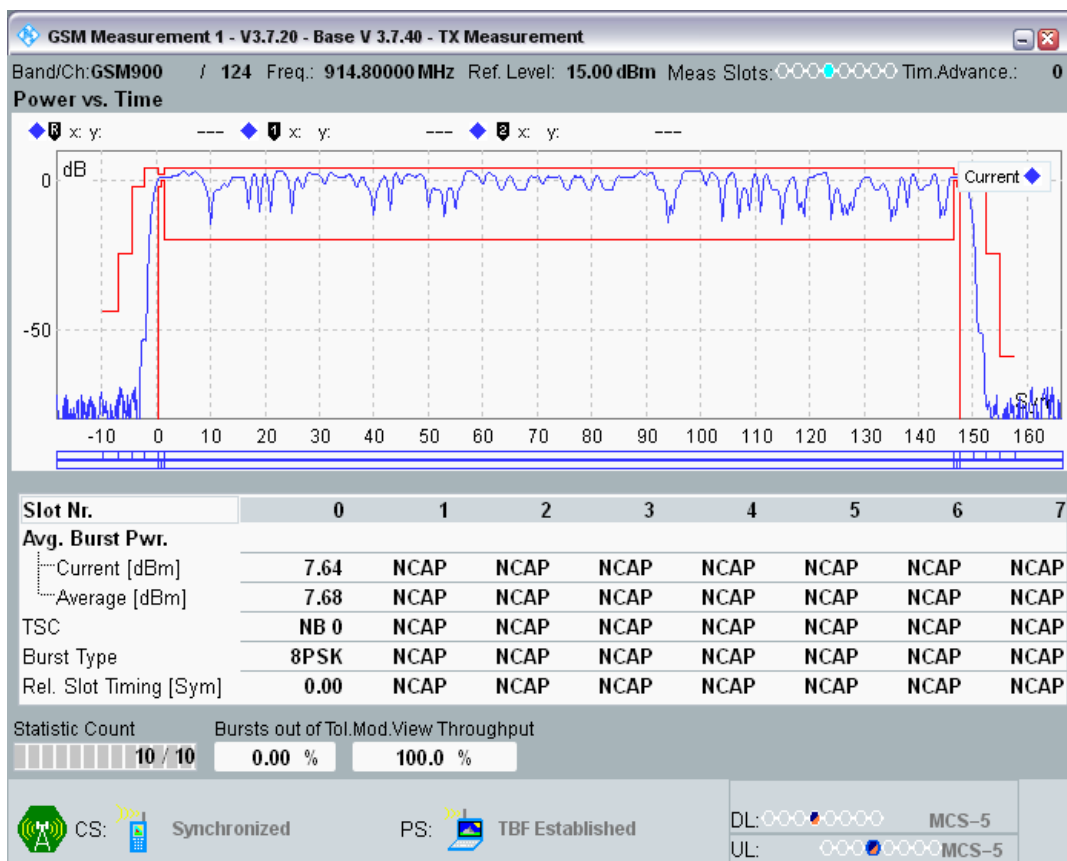 GSM Measurement 1 - V3.7.20 - Base V 3.7.40 - TX Measurement
Band/Ch:GSM900 / 124 Freq.: 914.80000 MHz Ref. Level: 15.00 dBm Meas Slots: Tim.Advance.: 0
Power vs. Time
R x: y: --- 1 x: y: --- 2 x: y: ---
dB
Current
0
-50
-10 0 10 20 30 40 50 60 70 80 90 100 110 120 130 140 150 160
Slot Nr. 0 1 2 3 4 5 6 7
Avg. Burst Pwr.
Current [dBm] 7.64 NCAP NCAP NCAP NCAP NCAP NCAP NCAP
Average [dBm] 7.68 NCAP NCAP NCAP NCAP NCAP NCAP NCAP
TSC NB 0 NCAP NCAP NCAP NCAP NCAP NCAP NCAP
Burst Type 8PSK NCAP NCAP NCAP NCAP NCAP NCAP NCAP
Rel. Slot Timing [Sym] 0.00 NCAP NCAP NCAP NCAP NCAP NCAP NCAP
Statistic Count Bursts out of Tol.Mod.View Throughput
10 / 10 0.00 % 100.0 %
CS: Synchronized PS: TBF Established
DL: MCS-5
UL: MCS-5